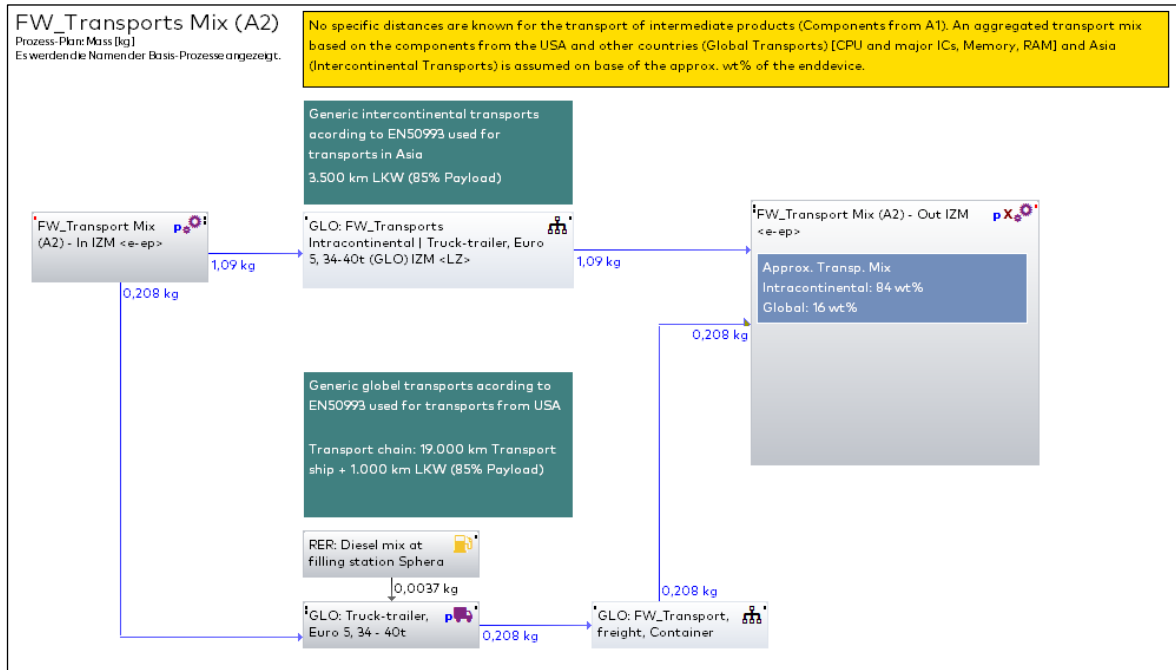 FW_Transports Mix (A2)
Prozess-Plan: Mass [kg]
Es werden die Namen der Basis-Prozesse angezeigt.
No specific distances are known for the transport of intermediate products (Components from A1). An aggregated transport mix
based on the components from the USA and other countries (Global Transports) [CPU and major ICs, Memory, RAM] and Asia
(Intercontinental Transports) is assumed on base of the approx. wt% of the enddevice.
Generic intercontinental transports
acording to EN50993 used for
transports in Asia
3.500 km LKW (85% Payload)
FW_Transport Mix
(A2) - In IZM <e-ep>
p
GLO: FW_Transports
Intracontinental | Truck-trailer, Euro
5, 34-40t (GLO) IZM <LZ>
FW_Transport Mix (A2) - Out IZM
<e-ep>
p X
Approx. Transp. Mix
Intracontinental: 84 wt%
Global: 16 wt%
1,09 kg
1,09 kg
0,208 kg
0,208 kg
Generic globel transports acording to
EN50993 used for transports from USA
Transport chain: 19.000 km Transport
ship + 1.000 km LKW (85% Payload)
RER: Diesel mix at
filling station Sphera
0,0037 kg
GLO: Truck-trailer,
Euro 5, 34 - 40t
p
0,208 kg
GLO: FW_Transport,
freight, Container
0,208 kg